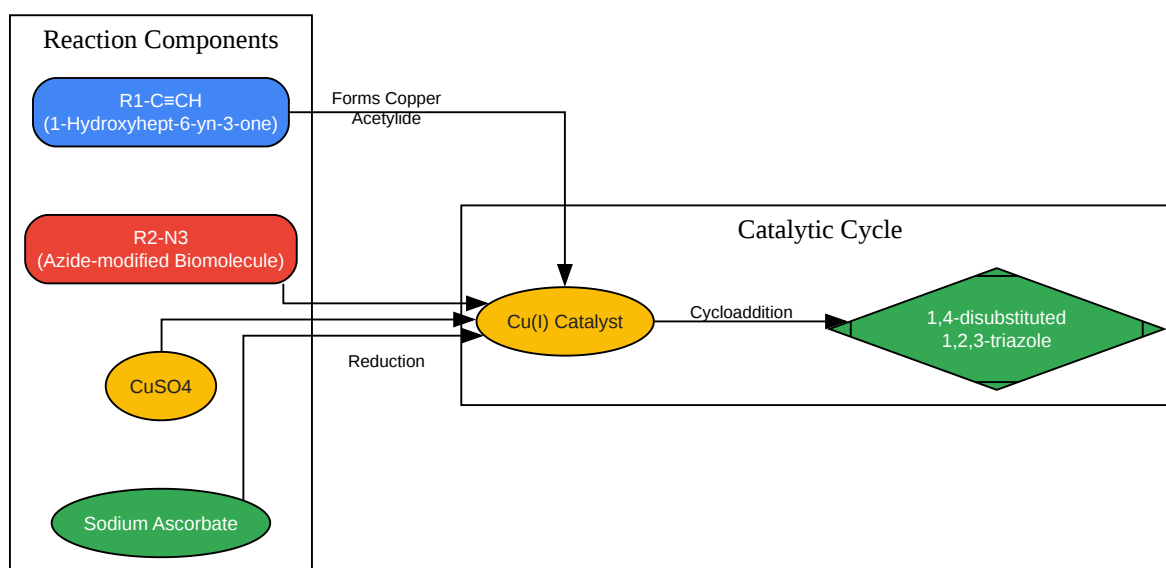 Reaction Components
R1-C≡CH
(1-Hydroxyhept-6-yn-3-one)
Forms Copper
Acetylide
R2-N3
(Azide-modified Biomolecule)
Catalytic Cycle
Cu(I) Catalyst
Cycloaddition
1,4-disubstituted
1,2,3-triazole
Reduction
CuSO4
Sodium Ascorbate